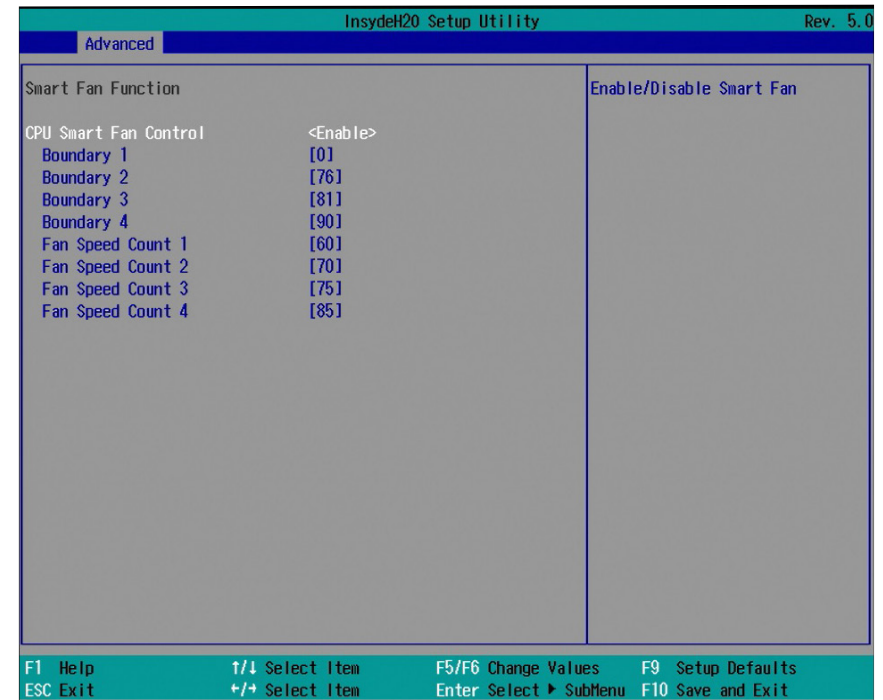 InsydeH20 Setup Utility Rev. 5.0
Advanced
Smart Fan Function
Enable/Disable Smart Fan
CPU Smart Fan Control <Enable>
Boundary 1 [0]
Boundary 2 [76]
Boundary 3 [81]
Boundary 4 [90]
Fan Speed Count 1 [60]
Fan Speed Count 2 [70]
Fan Speed Count 3 [75]
Fan Speed Count 4 [85]
F1 Help ↑/↓ Select Item F5/F6 Change Values F9 Setup Defaults
ESC Exit ←/→ Select Item Enter Select ▶ SubMenu F10 Save and Exit